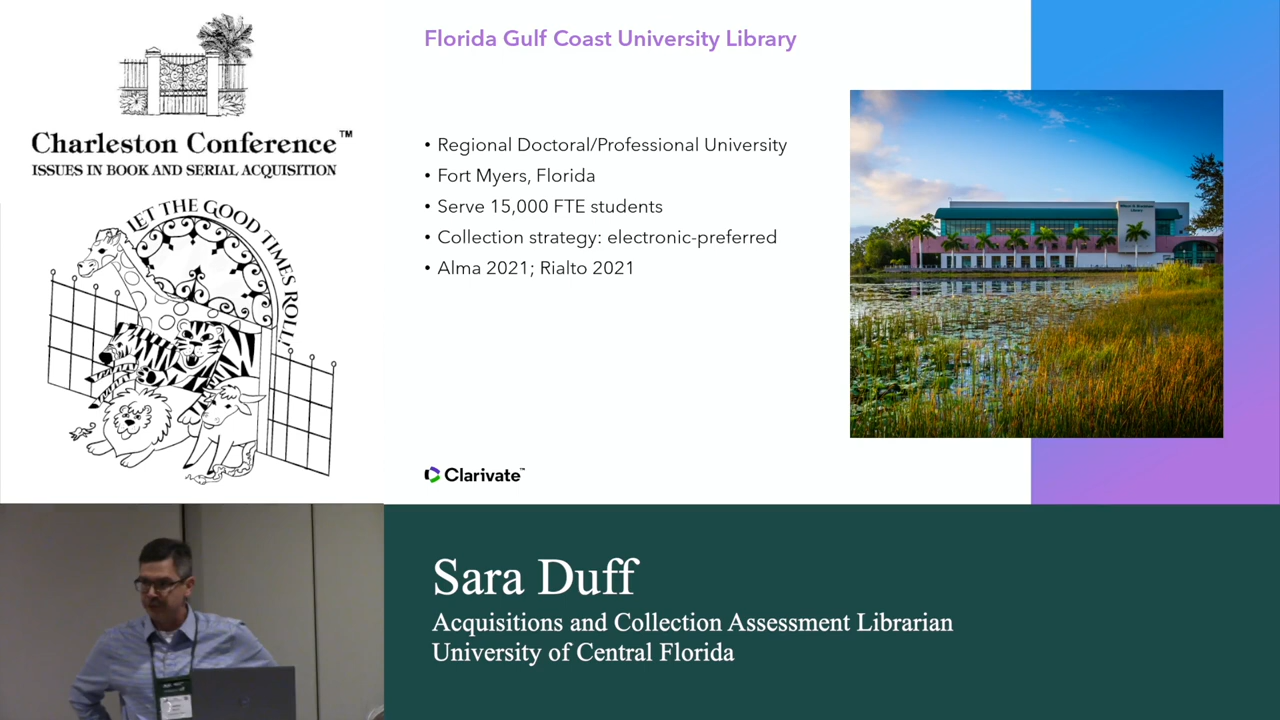 Charleston Conference™
ISSUES IN BOOK AND SERIAL ACQUISITION
LET THE GOOD TIMES ROLL!
Florida Gulf Coast University Library
• Regional Doctoral/Professional University
• Fort Myers, Florida
• Serve 15,000 FTE students
• Collection strategy: electronic-preferred
• Alma 2021; Rialto 2021
Library
Clarivate™
Sara Duff
Acquisitions and Collection Assessment Librarian
University of Central Florida